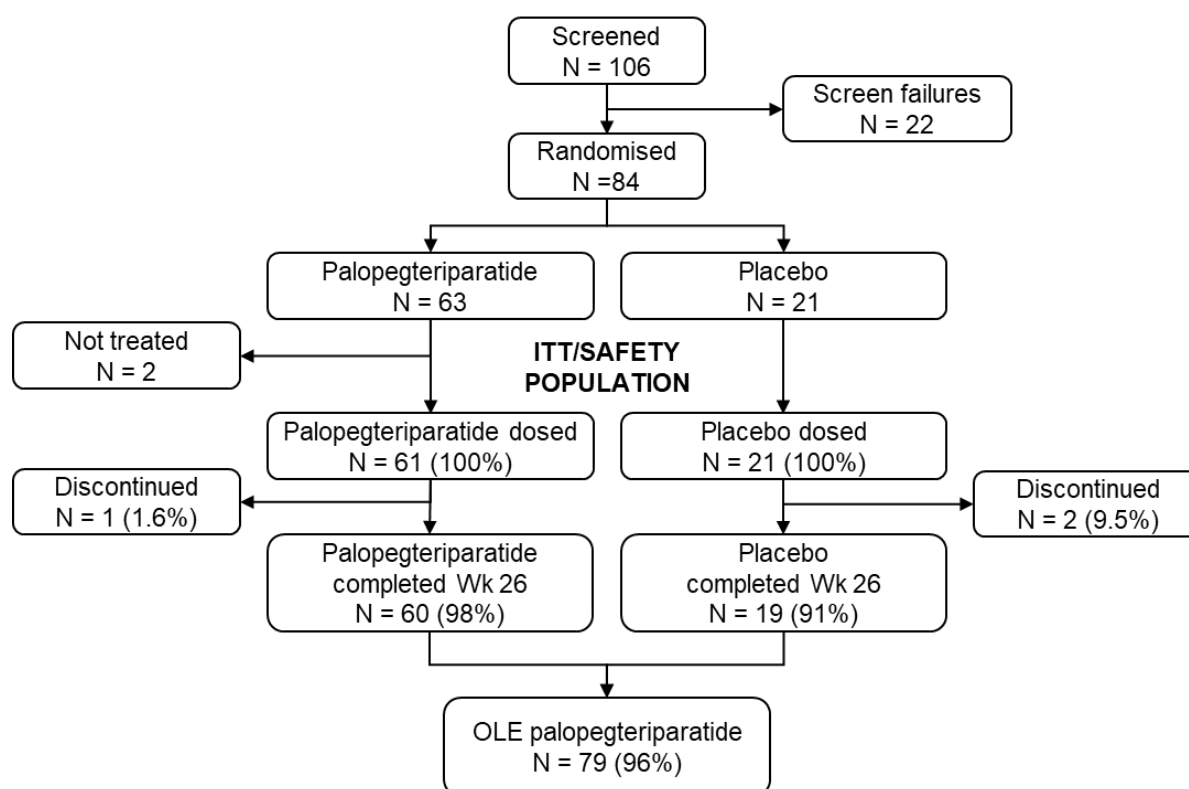 Screened
N = 106
Screen failures
N = 22
Randomised
N =84
Palopegteriparatide
N = 63
Placebo
N = 21
Not treated
N = 2
ITT/SAFETY
POPULATION
Palopegteriparatide dosed
N = 61 (100%)
Placebo dosed
N = 21 (100%)
Discontinued
N = 1 (1.6%)
Discontinued
N = 2 (9.5%)
Palopegteriparatide
completed Wk 26
N = 60 (98%)
Placebo
completed Wk 26
N = 19 (91%)
OLE palopegteriparatide
N = 79 (96%)